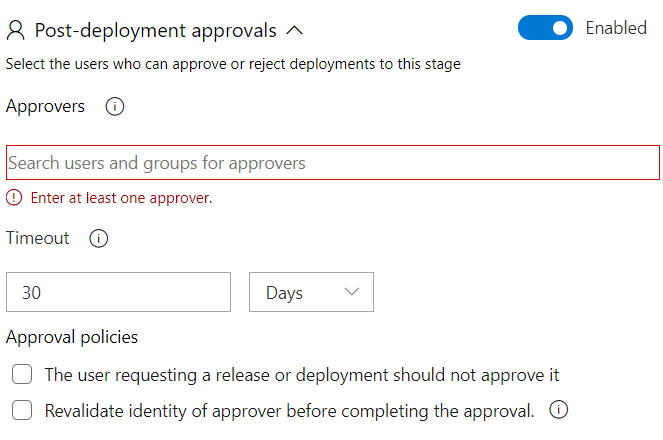 Post-deployment approvals Enabled
Select the users who can approve or reject deployments to this stage
Approvers
Search users and groups for approvers
Enter at least one approver.
Timeout
30 Days
Approval policies
The user requesting a release or deployment should not approve it
Revalidate identity of approver before completing the approval.